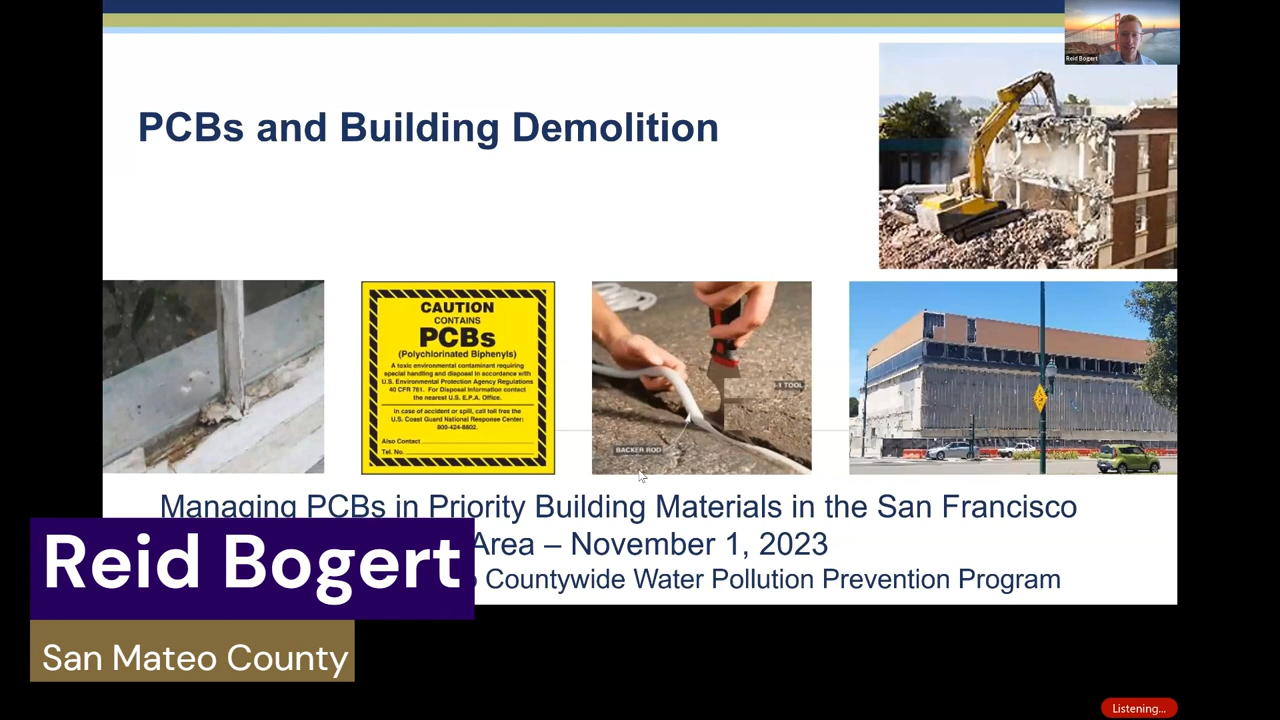 Reid Bogert
PCBs and Building Demolition
CAUTION
CONTAINS
PCBs
(Polychlorinated Biphenyls)
A toxic environmental contaminant requiring
special handling and disposal in accordance with
U.S. Environmental Protection Agency Regulations
40 CFR 761. For Disposal Information contact
the nearest U.S. E.P.A. Office.
In case of accident or spill, call toll free the
U.S. Coast Guard National Response Center:
800-424-8802.
Also Contact
Tel. No.
TOOL
BACKER ROD
Managing PCBs in Priority Building Materials in the San Francisco
Area – November 1, 2023
Countywide Water Pollution Prevention Program
Reid Bogert
San Mateo County
Listening...